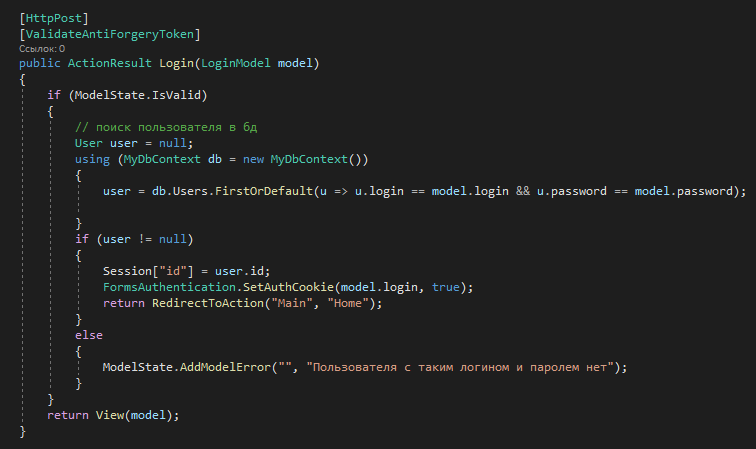 [HttpPost]
[ValidateAntiForgeryToken]
Ссылок: 0
public ActionResult Login(LoginModel model)
{
    if (ModelState.IsValid)
    {
        // поиск пользователя в бд
        User user = null;
        using (MyDbContext db = new MyDbContext())
        {
            user = db.Users.FirstOrDefault(u => u.login == model.login && u.password == model.password);
        }
        if (user != null)
        {
            Session["id"] = user.id;
            FormsAuthentication.SetAuthCookie(model.login, true);
            return RedirectToAction("Main", "Home");
        }
        else
        {
            ModelState.AddModelError("", "Пользователя с таким логином и паролем нет");
        }
    }
    return View(model);
}